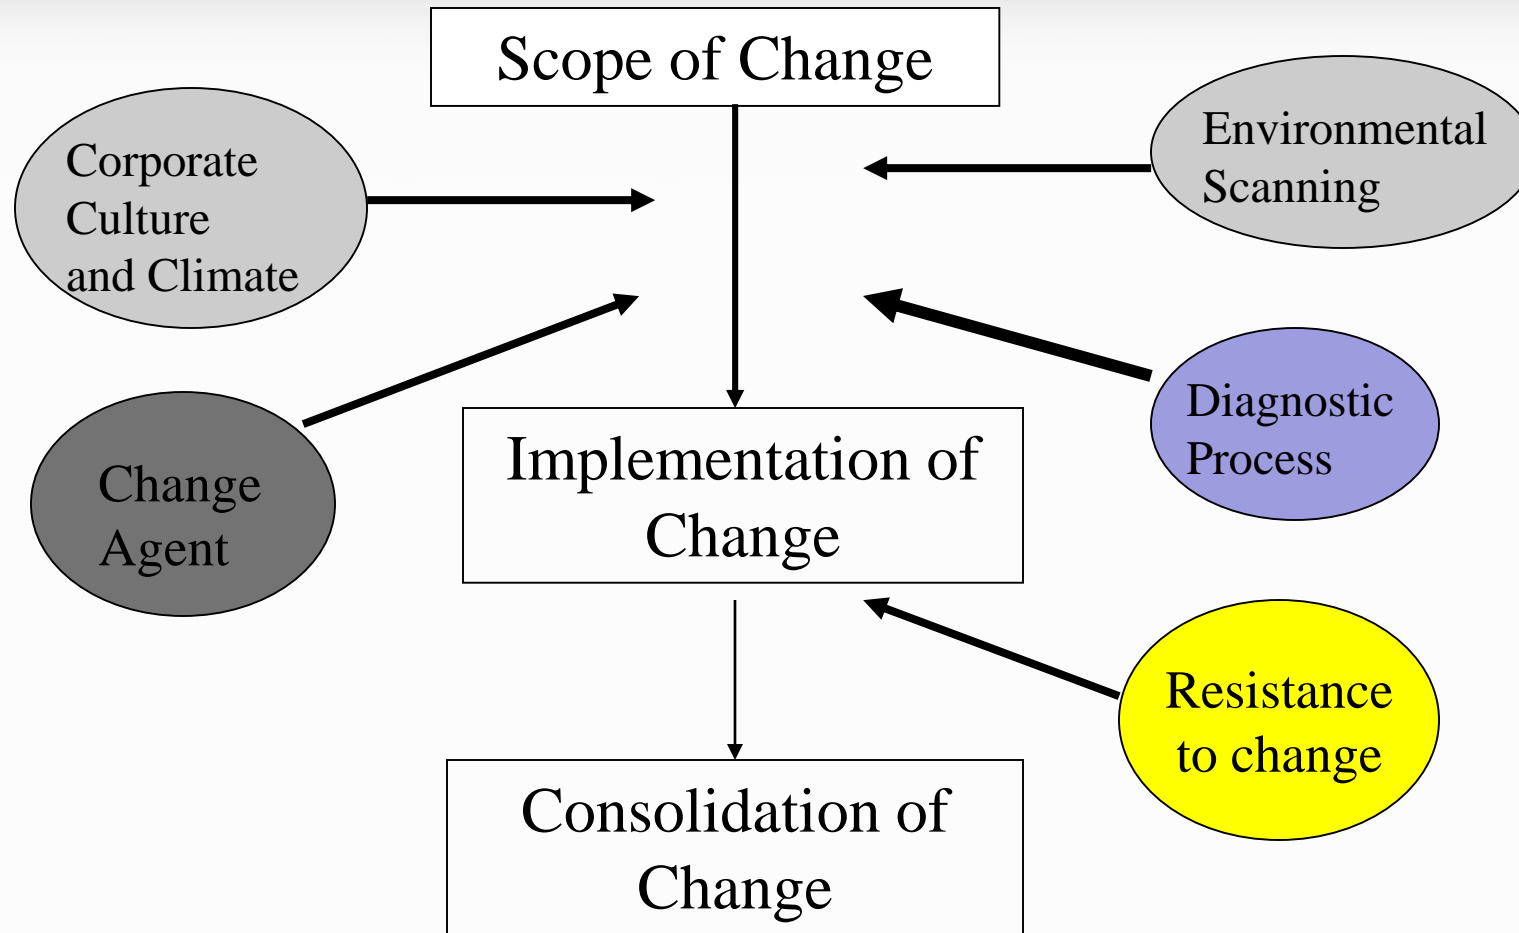 Scope of Change
Corporate
Culture
and Climate
Environmental
Scanning
Change
Agent
Implementation of
Change
Diagnostic
Process
Resistance
to change
Consolidation of
Change